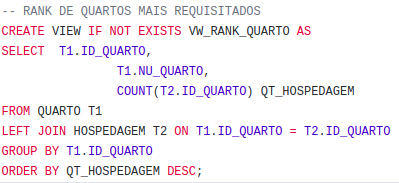 -- RANK DE QUARTOS MAIS REQUISITADOS
CREATE VIEW IF NOT EXISTS VW_RANK_QUARTO AS
SELECT  T1.ID_QUARTO,
                T1.NU_QUARTO,
                COUNT(T2.ID_QUARTO) QT_HOSPEDAGEM
FROM QUARTO T1
LEFT JOIN HOSPEDAGEM T2 ON T1.ID_QUARTO = T2.ID_QUARTO
GROUP BY T1.ID_QUARTO
ORDER BY QT_HOSPEDAGEM DESC;